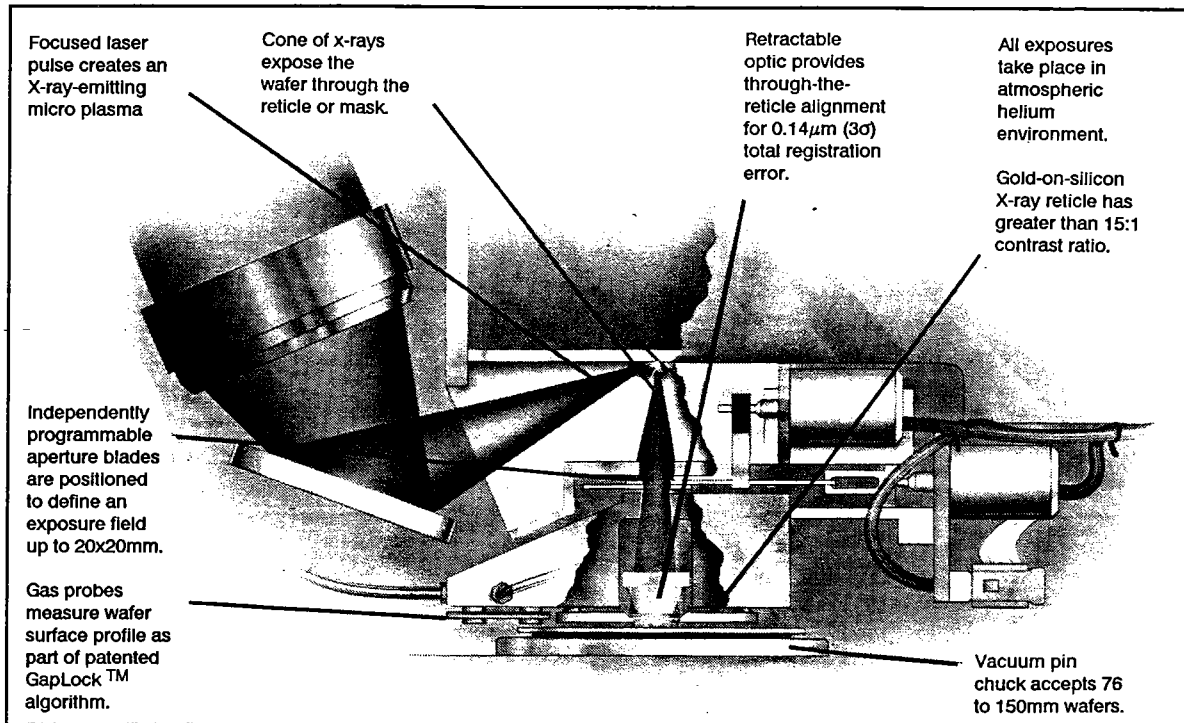 Focused laser
pulse creates an
X-ray-emitting
micro plasma
Cone of x-rays
expose the
wafer through the
reticle or mask.
Retractable
optic provides
through-the-
reticle alignment
for 0.14μm (3σ)
total registration
error.
All exposures
take place in
atmospheric
helium
environment.
Gold-on-silicon
X-ray reticle has
greater than 15:1
contrast ratio.
Independently
programmable
aperture blades
are positioned
to define an
exposure field
up to 20x20mm.
Gas probes
measure wafer
surface profile as
part of patented
GapLock TM
algorithm.
Vacuum pin
chuck accepts 76
to 150mm wafers.